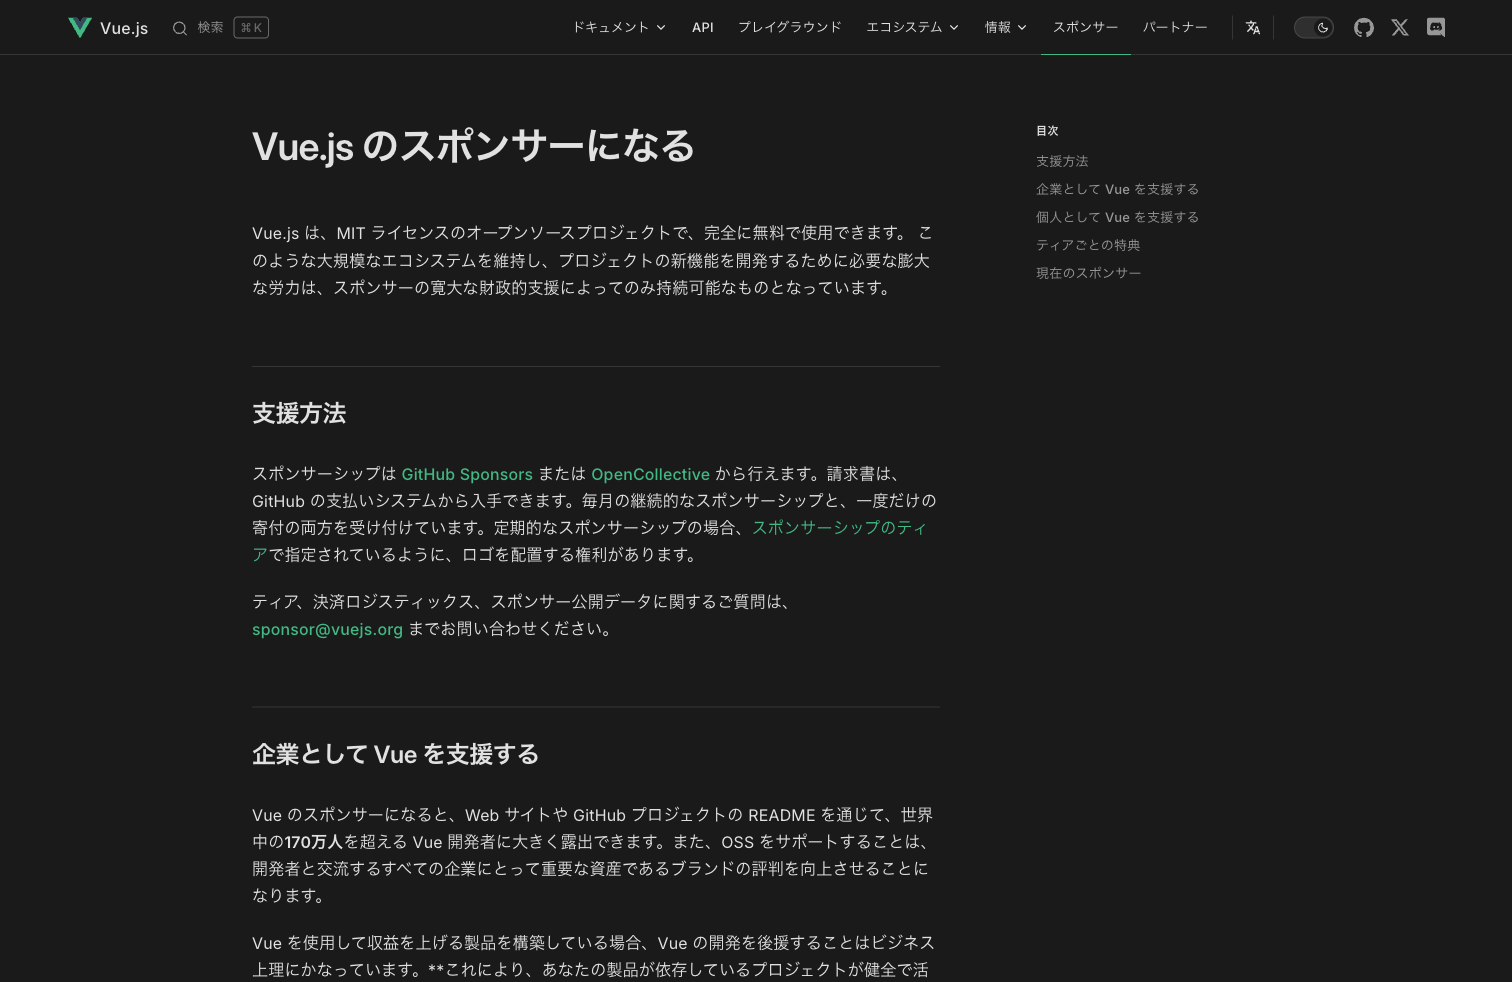 Vue.js
検索
⌘ K
ドキュメント
API
プレイグラウンド
エコシステム
情報
スポンサー
パートナー
Vue.js のスポンサーになる
Vue.js は、MIT ライセンスのオープンソースプロジェクトで、完全に無料で使用できます。 こ
のような大規模なエコシステムを維持し、プロジェクトの新機能を開発するために必要な膨大
な労力は、スポンサーの寛大な財政的支援によってのみ持続可能なものとなっています。
支援方法
スポンサーシップは GitHub Sponsors または OpenCollective から行えます。請求書は、
GitHub の支払いシステムから入手できます。毎月の継続的なスポンサーシップと、一度だけの
寄付の両方を受け付けています。定期的なスポンサーシップの場合、スポンサーシップのティ
アで指定されているように、ロゴを配置する権利があります。
ティア、決済ロジスティックス、スポンサー公開データに関するご質問は、
sponsor@vuejs.org までお問い合わせください。
企業として Vue を支援する
Vue のスポンサーになると、Web サイトや GitHub プロジェクトの README を通じて、世界
中の170万人を超える Vue 開発者に大きく露出できます。また、OSS をサポートすることは、
開発者と交流するすべての企業にとって重要な資産であるブランドの評判を向上させることに
なります。
Vue を使用して収益を上げる製品を構築している場合、Vue の開発を後援することはビジネス
上理にかなっています。**これにより、あなたの製品が依存しているプロジェクトが健全で活
目次
支援方法
企業として Vue を支援する
個人として Vue を支援する
ティアごとの特典
現在のスポンサー